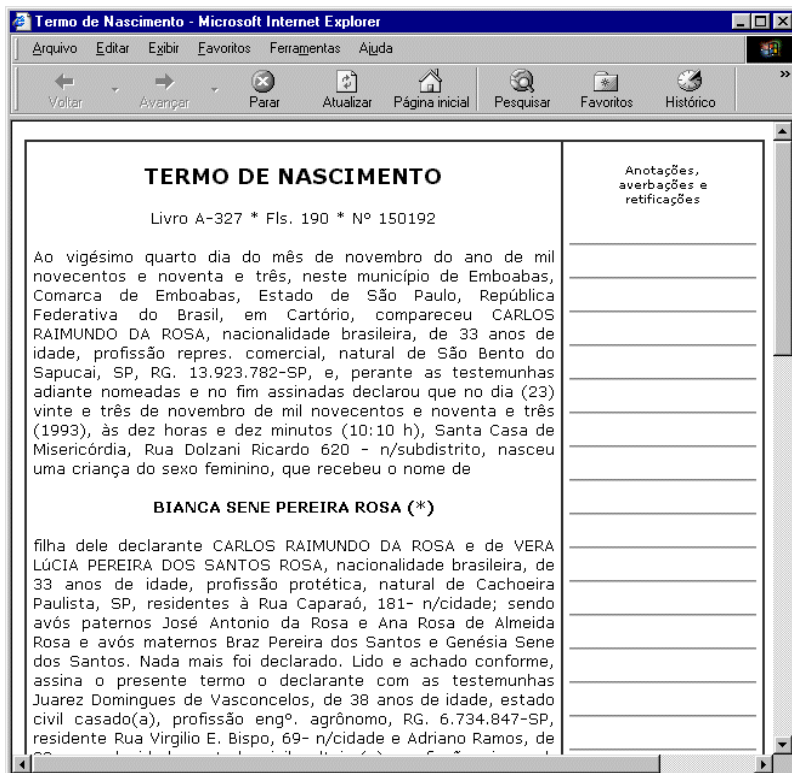 Termo de Nascimento - Microsoft Internet Explorer
Arquivo Editar Exibir Favoritos Ferramentas Ajuda
Voltar Avançar Parar Atualizar Página inicial Pesquisar Favoritos Histórico »
TERMO DE NASCIMENTO
Livro A-327 * Fls. 190 * Nº 150192
Ao vigésimo quarto dia do mês de novembro do ano de mil
novecentos e noventa e três, neste município de Emboabas,
Comarca de Emboabas, Estado de São Paulo, República
Federativa do Brasil, em Cartório, compareceu CARLOS
RAIMUNDO DA ROSA, nacionalidade brasileira, de 33 anos de
idade, profissão repres. comercial, natural de São Bento do
Sapucai, SP, RG. 13.923.782-SP, e, perante as testemunhas
adiante nomeadas e no fim assinadas declarou que no dia (23)
vinte e três de novembro de mil novecentos e noventa e três
(1993), às dez horas e dez minutos (10:10 h), Santa Casa de
Misericórdia, Rua Dolzani Ricardo 620 - n/subdistrito, nasceu
uma criança do sexo feminino, que recebeu o nome de
BIANCA SENE PEREIRA ROSA (*)
filha dele declarante CARLOS RAIMUNDO DA ROSA e de VERA
LúCIA PEREIRA DOS SANTOS ROSA, nacionalidade brasileira, de
33 anos de idade, profissão protética, natural de Cachoeira
Paulista, SP, residentes à Rua Caparaó, 181- n/cidade; sendo
avós paternos José Antonio da Rosa e Ana Rosa de Almeida
Rosa e avós maternos Braz Pereira dos Santos e Genésia Sene
dos Santos. Nada mais foi declarado. Lido e achado conforme,
assina o presente termo o declarante com as testemunhas
Juarez Domingues de Vasconcelos, de 38 anos de idade, estado
civil casado(a), profissão engº. agrônomo, RG. 6.734.847-SP,
residente Rua Virgilio E. Bispo, 69- n/cidade e Adriano Ramos, de
Anotações,
averbações e
retificações